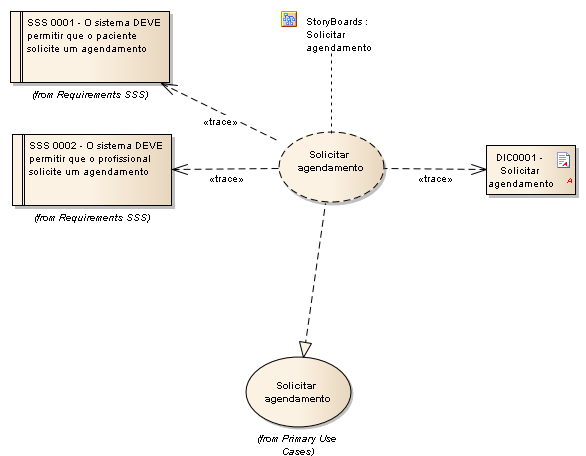 SSS 0001 - O sistema DEVE
permitir que o paciente
solicite um agendamento
(from Requirements SSS)
StoryBoards :
Solicitar
agendamento
«trace»
SSS 0002 - O sistema DEVE
permitir que o profissional
solicite um agendamento
(from Requirements SSS)
«trace»
Solicitar
agendamento
«trace»
DIC0001 -
Solicitar
agendamento
A
Solicitar
agendamento
(from Primary Use
Cases)